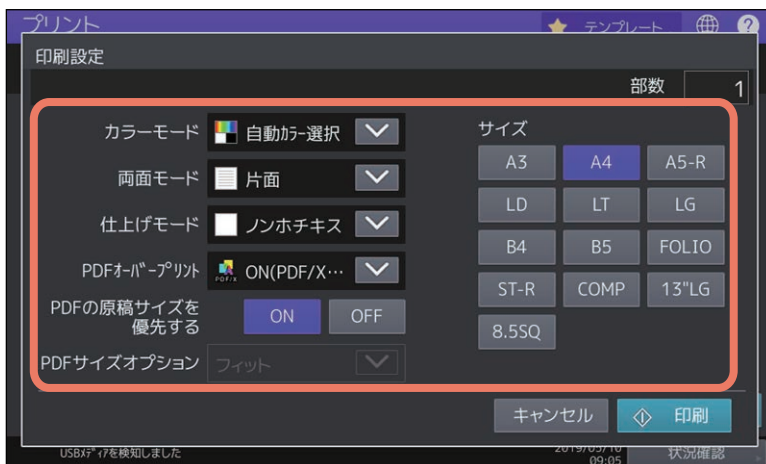 プリント
テンプレート
?
印刷設定
部数 1
カラーモード 自動ｶﾗｰ選択
両面モード 片面
仕上げモード ノンホチキス
PDFｵｰﾊﾞｰﾌﾟﾘﾝﾄ POF/X ON(PDF/X…
PDFの原稿サイズを
優先する ON OFF
PDFサイズオプション フィット
サイズ
A3 A4 A5-R
LD LT LG
B4 B5 FOLIO
ST-R COMP 13"LG
8.5SQ
キャンセル 印刷
USBﾒﾃﾞｨｱを検知しました
2019/05/10
09:05
状況確認